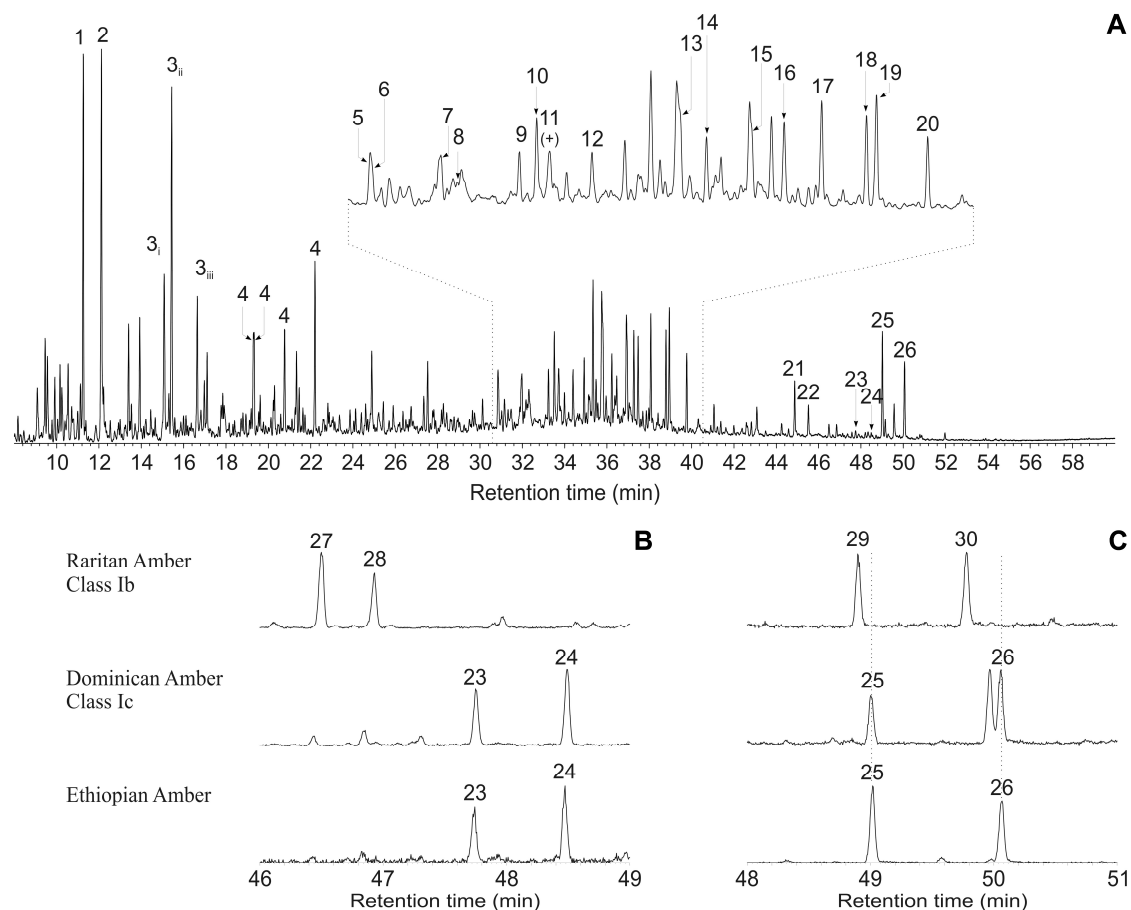 A
1 2
3ii
3i
3iii
4 4
4
4
5 6 7 8 9 10 11 (+) 12 13 14 15 16 17 18 19 20
21 22 23 24 25 26
10 12 14 16 18 20 22 24 26 28 30 32 34 36 38 40 42 44 46 48 50 52 54 56 58
Retention time (min)
B
Raritan Amber
Class Ib
27 28
Dominican Amber
Class Ic
23 24
Ethiopian Amber
23 24
46 47 48 49
Retention time (min)
C
29 30
25 26
25 26
48 49 50 51
Retention time (min)